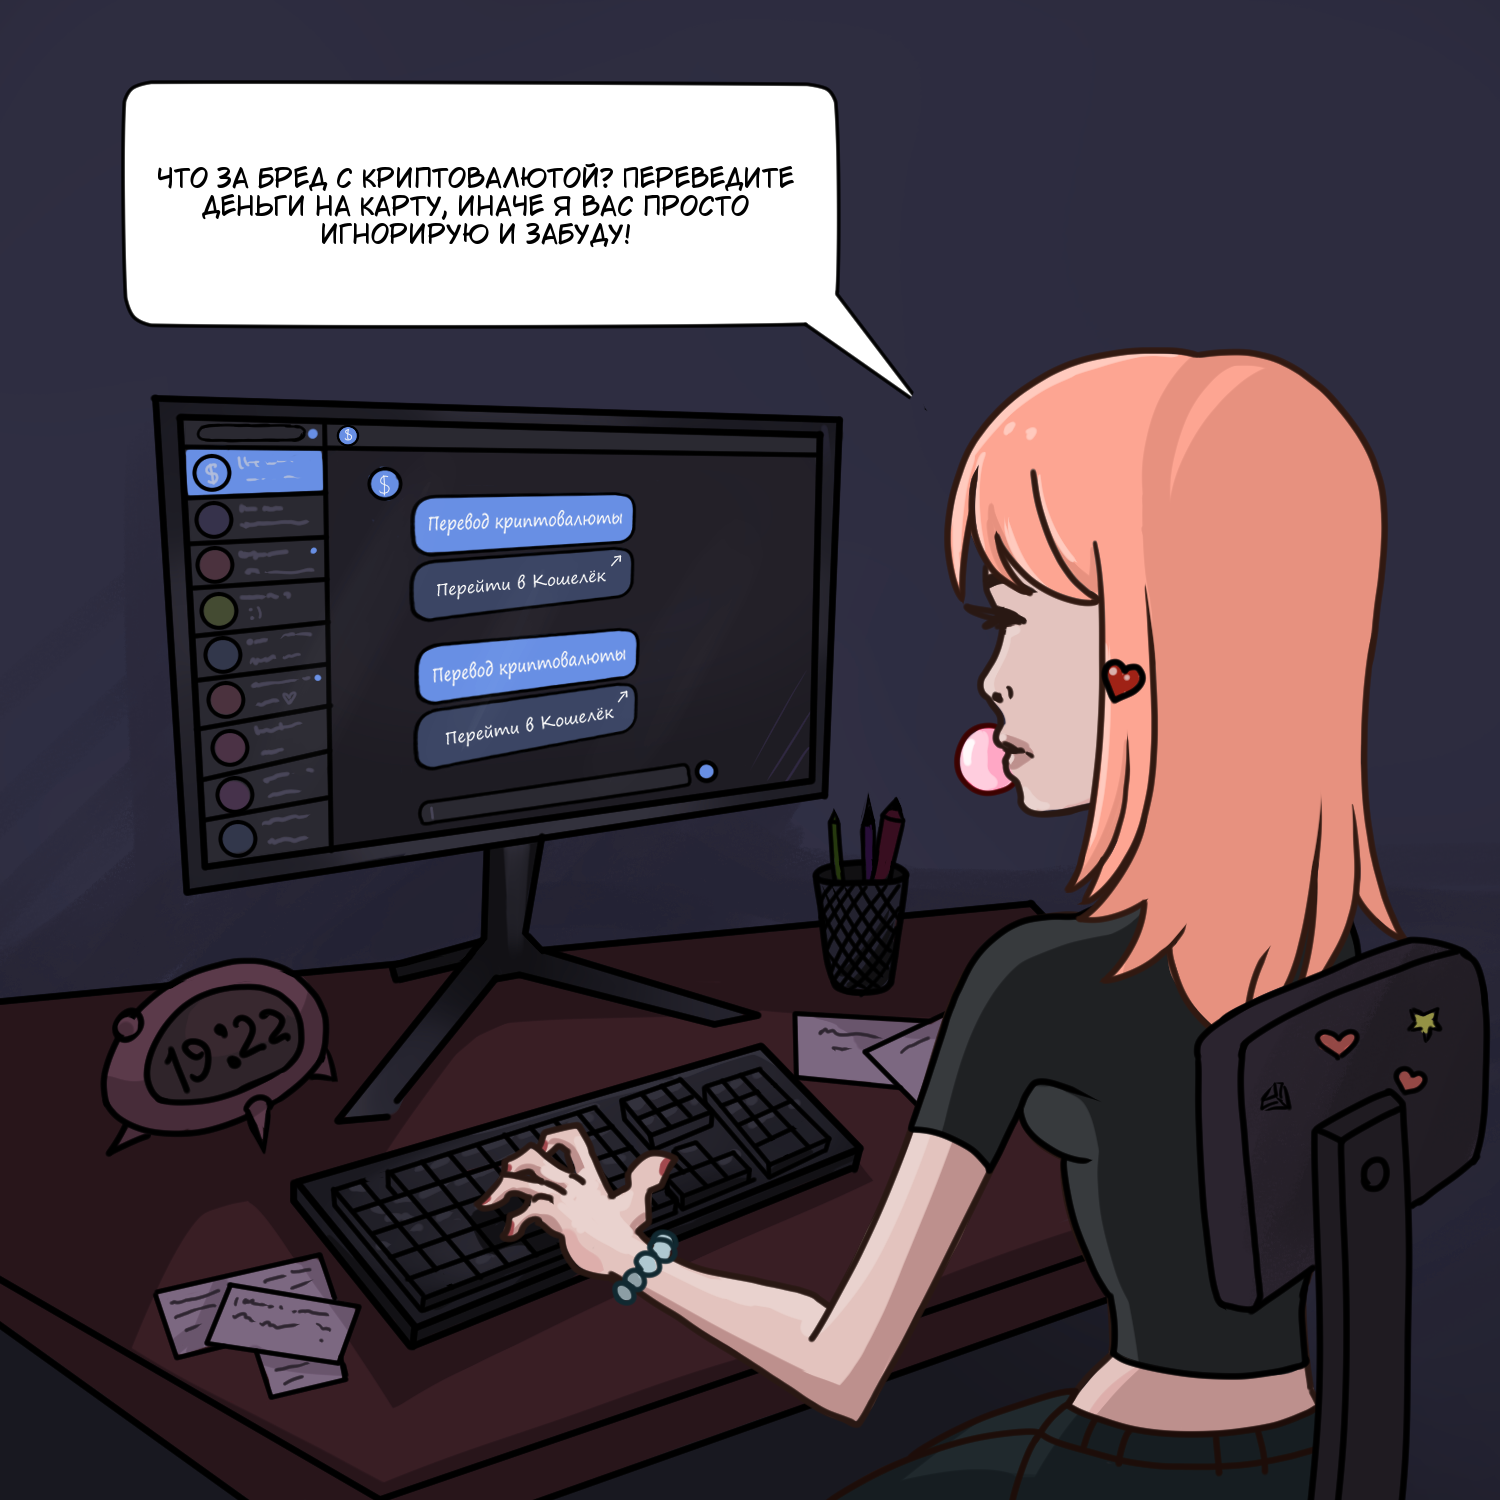 ЧТО ЗА БРЕД С КРИПТОВАЛЮТОЙ? ПЕРЕВЕДИТЕ
ДЕНЬГИ НА КАРТУ, ИНАЧЕ Я ВАС ПРОСТО
ИГНОРИРУЮ И ЗАБУДУ!
$
$
$
Перевод криптовалюты
Перейти в Кошелёк
:)
Перевод криптовалюты
Перейти в Кошелёк
19:22